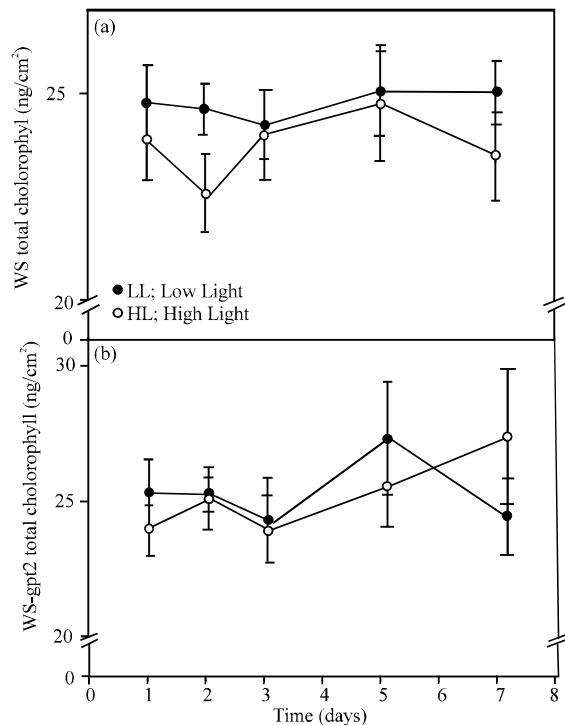 (a)
25
WS total cholorophyl (ng/cm²)
20
LL; Low Light
HL; High Light
0
(b)
30
25
WS-gpt2 total cholorophyll (ng/cm²)
20
0
0 1 2 3 4 5 6 7 8
Time (days)